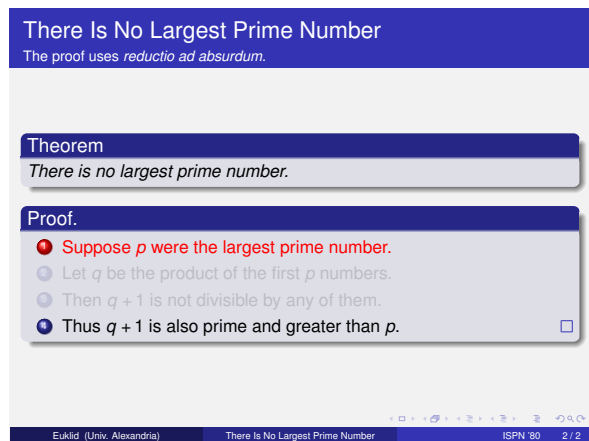 There Is No Largest Prime Number
The proof uses reductio ad absurdum.
Theorem
There is no largest prime number.
Proof.
1 Suppose p were the largest prime number.
2 Let q be the product of the first p numbers.
3 Then q + 1 is not divisible by any of them.
4 Thus q + 1 is also prime and greater than p.
Euklid (Univ. Alexandria) There Is No Largest Prime Number ISPN '80 2 / 2